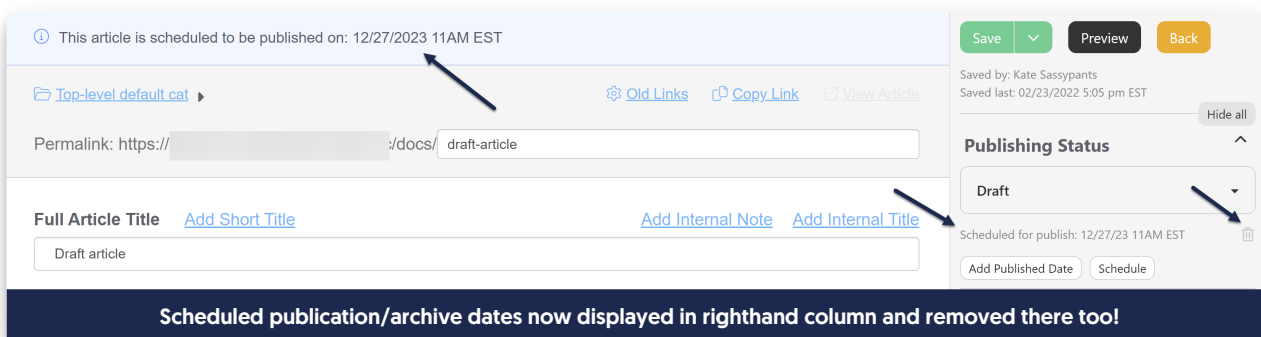 This article is scheduled to be published on: 12/27/2023 11AM EST
Top-level default cat
Old Links
Copy Link
View Article
Permalink: https://
:/docs/
draft-article
Full Article Title
Add Short Title
Add Internal Note
Add Internal Title
Draft article
Save
Preview
Back
Saved by: Kate Sassypants
Saved last: 02/23/2022 5:05 pm EST
Hide all
Publishing Status
Draft
Scheduled for publish: 12/27/23 11AM EST
Add Published Date
Schedule
Scheduled publication/archive dates now displayed in righthand column and removed there too!